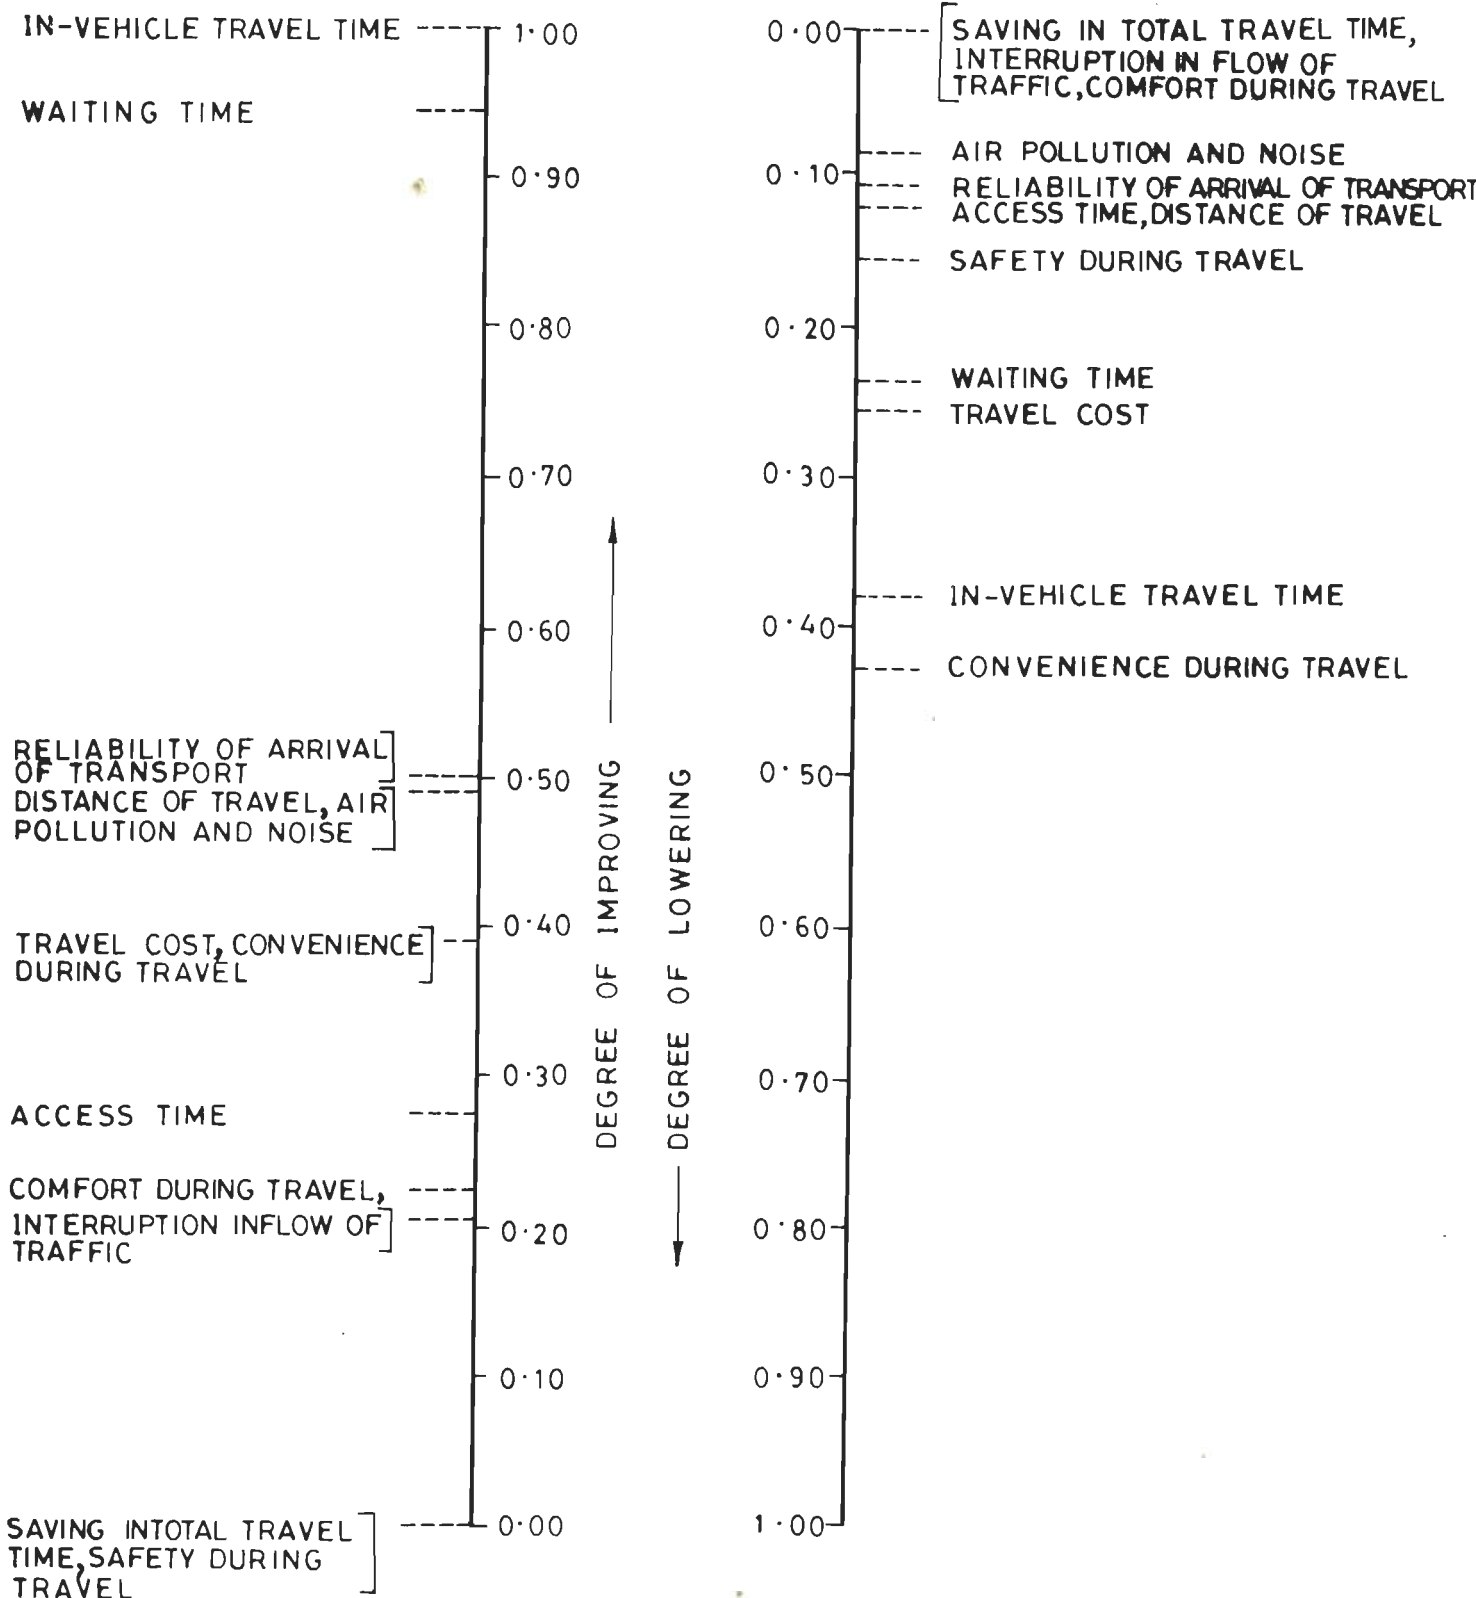 IN-VEHICLE TRAVEL TIME
WAITING TIME
RELIABILITY OF ARRIVAL
OF TRANSPORT
DISTANCE OF TRAVEL, AIR
POLLUTION AND NOISE
TRAVEL COST, CONVENIENCE
DURING TRAVEL
ACCESS TIME
COMFORT DURING TRAVEL,
INTERRUPTION INFLOW OF
TRAFFIC
SAVING INTOTAL TRAVEL
TIME, SAFETY DURING
TRAVEL
1·00
0·90
0·80
0·70
0·60
0·50
0·40
0·30
0·20
0·10
0·00
DEGREE OF IMPROVING
DEGREE OF LOWERING
0·00
0·10
0·20
0·30
0·40
0·50
0·60
0·70
0·80
0·90
1·00
SAVING IN TOTAL TRAVEL TIME,
INTERRUPTION IN FLOW OF
TRAFFIC, COMFORT DURING TRAVEL
AIR POLLUTION AND NOISE
RELIABILITY OF ARRIVAL OF TRANSPORT
ACCESS TIME, DISTANCE OF TRAVEL
SAFETY DURING TRAVEL
WAITING TIME
TRAVEL COST
IN-VEHICLE TRAVEL TIME
CONVENIENCE DURING TRAVEL